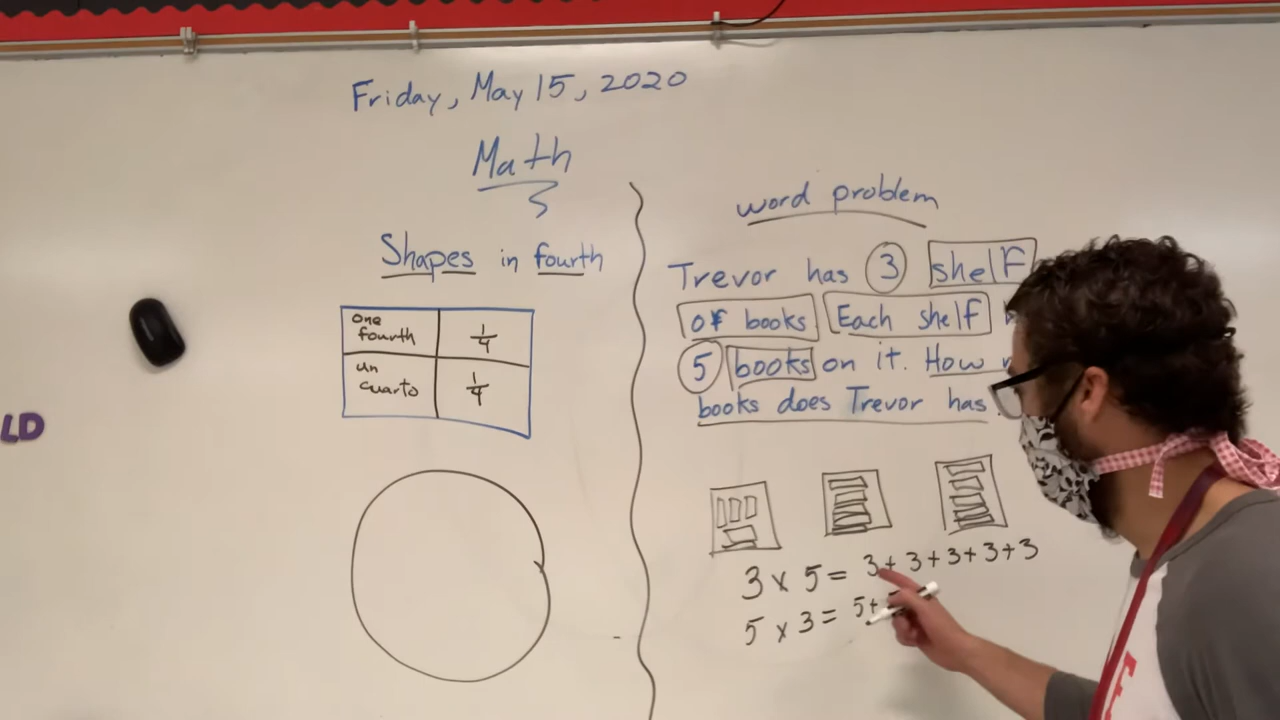 Friday, May 15, 2020
Math
Shapes in fourth
one fourth 1/4
un cuarto 1/4
LD
word problem
Trevor has 3 shelf
of books Each shelf
5 books on it. How
books does Trevor has
3 x 5 = 3+3+3+3+3
5 x 3 = 5+